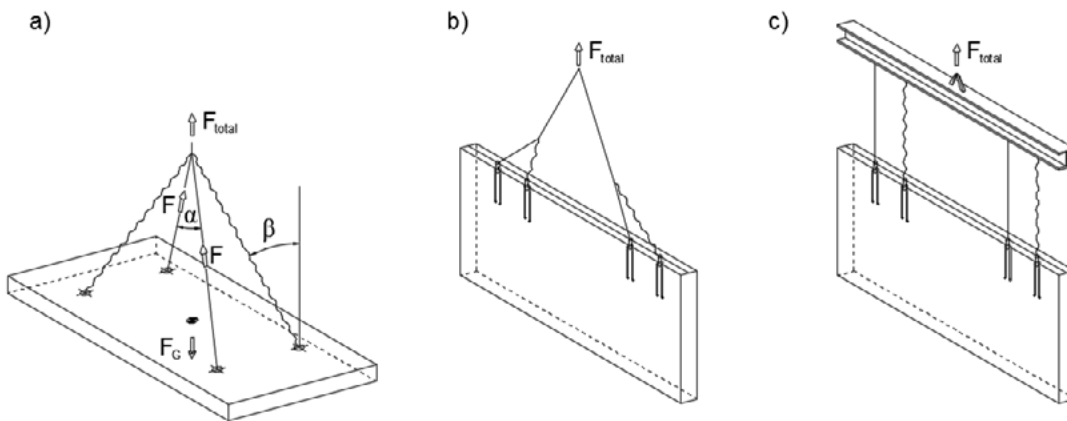 a)
F_total
F
α
F
β
F_G
b)
F_total
c)
F_total